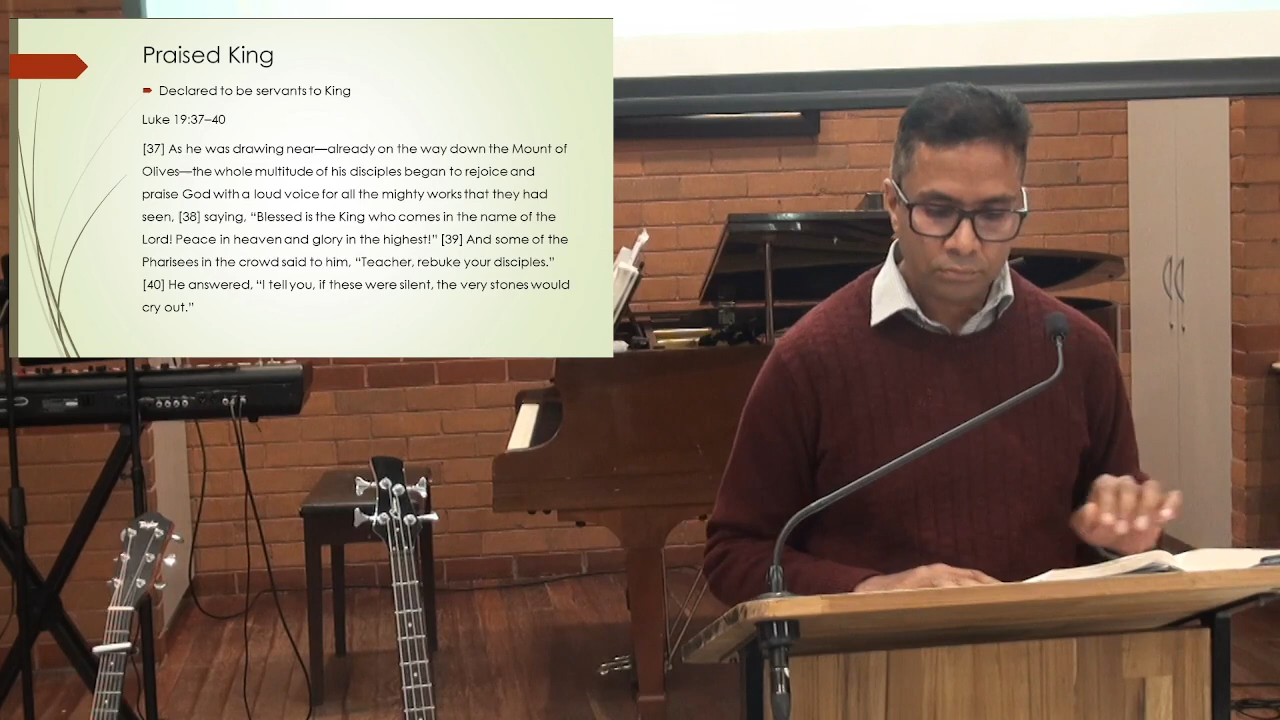 Praised King
Declared to be servants to King
Luke 19:37–40
[37] As he was drawing near—already on the way down the Mount of
Olives—the whole multitude of his disciples began to rejoice and
praise God with a loud voice for all the mighty works that they had
seen, [38] saying, “Blessed is the King who comes in the name of the
Lord! Peace in heaven and glory in the highest!” [39] And some of the
Pharisees in the crowd said to him, “Teacher, rebuke your disciples.”
[40] He answered, “I tell you, if these were silent, the very stones would
cry out.”
Taylor